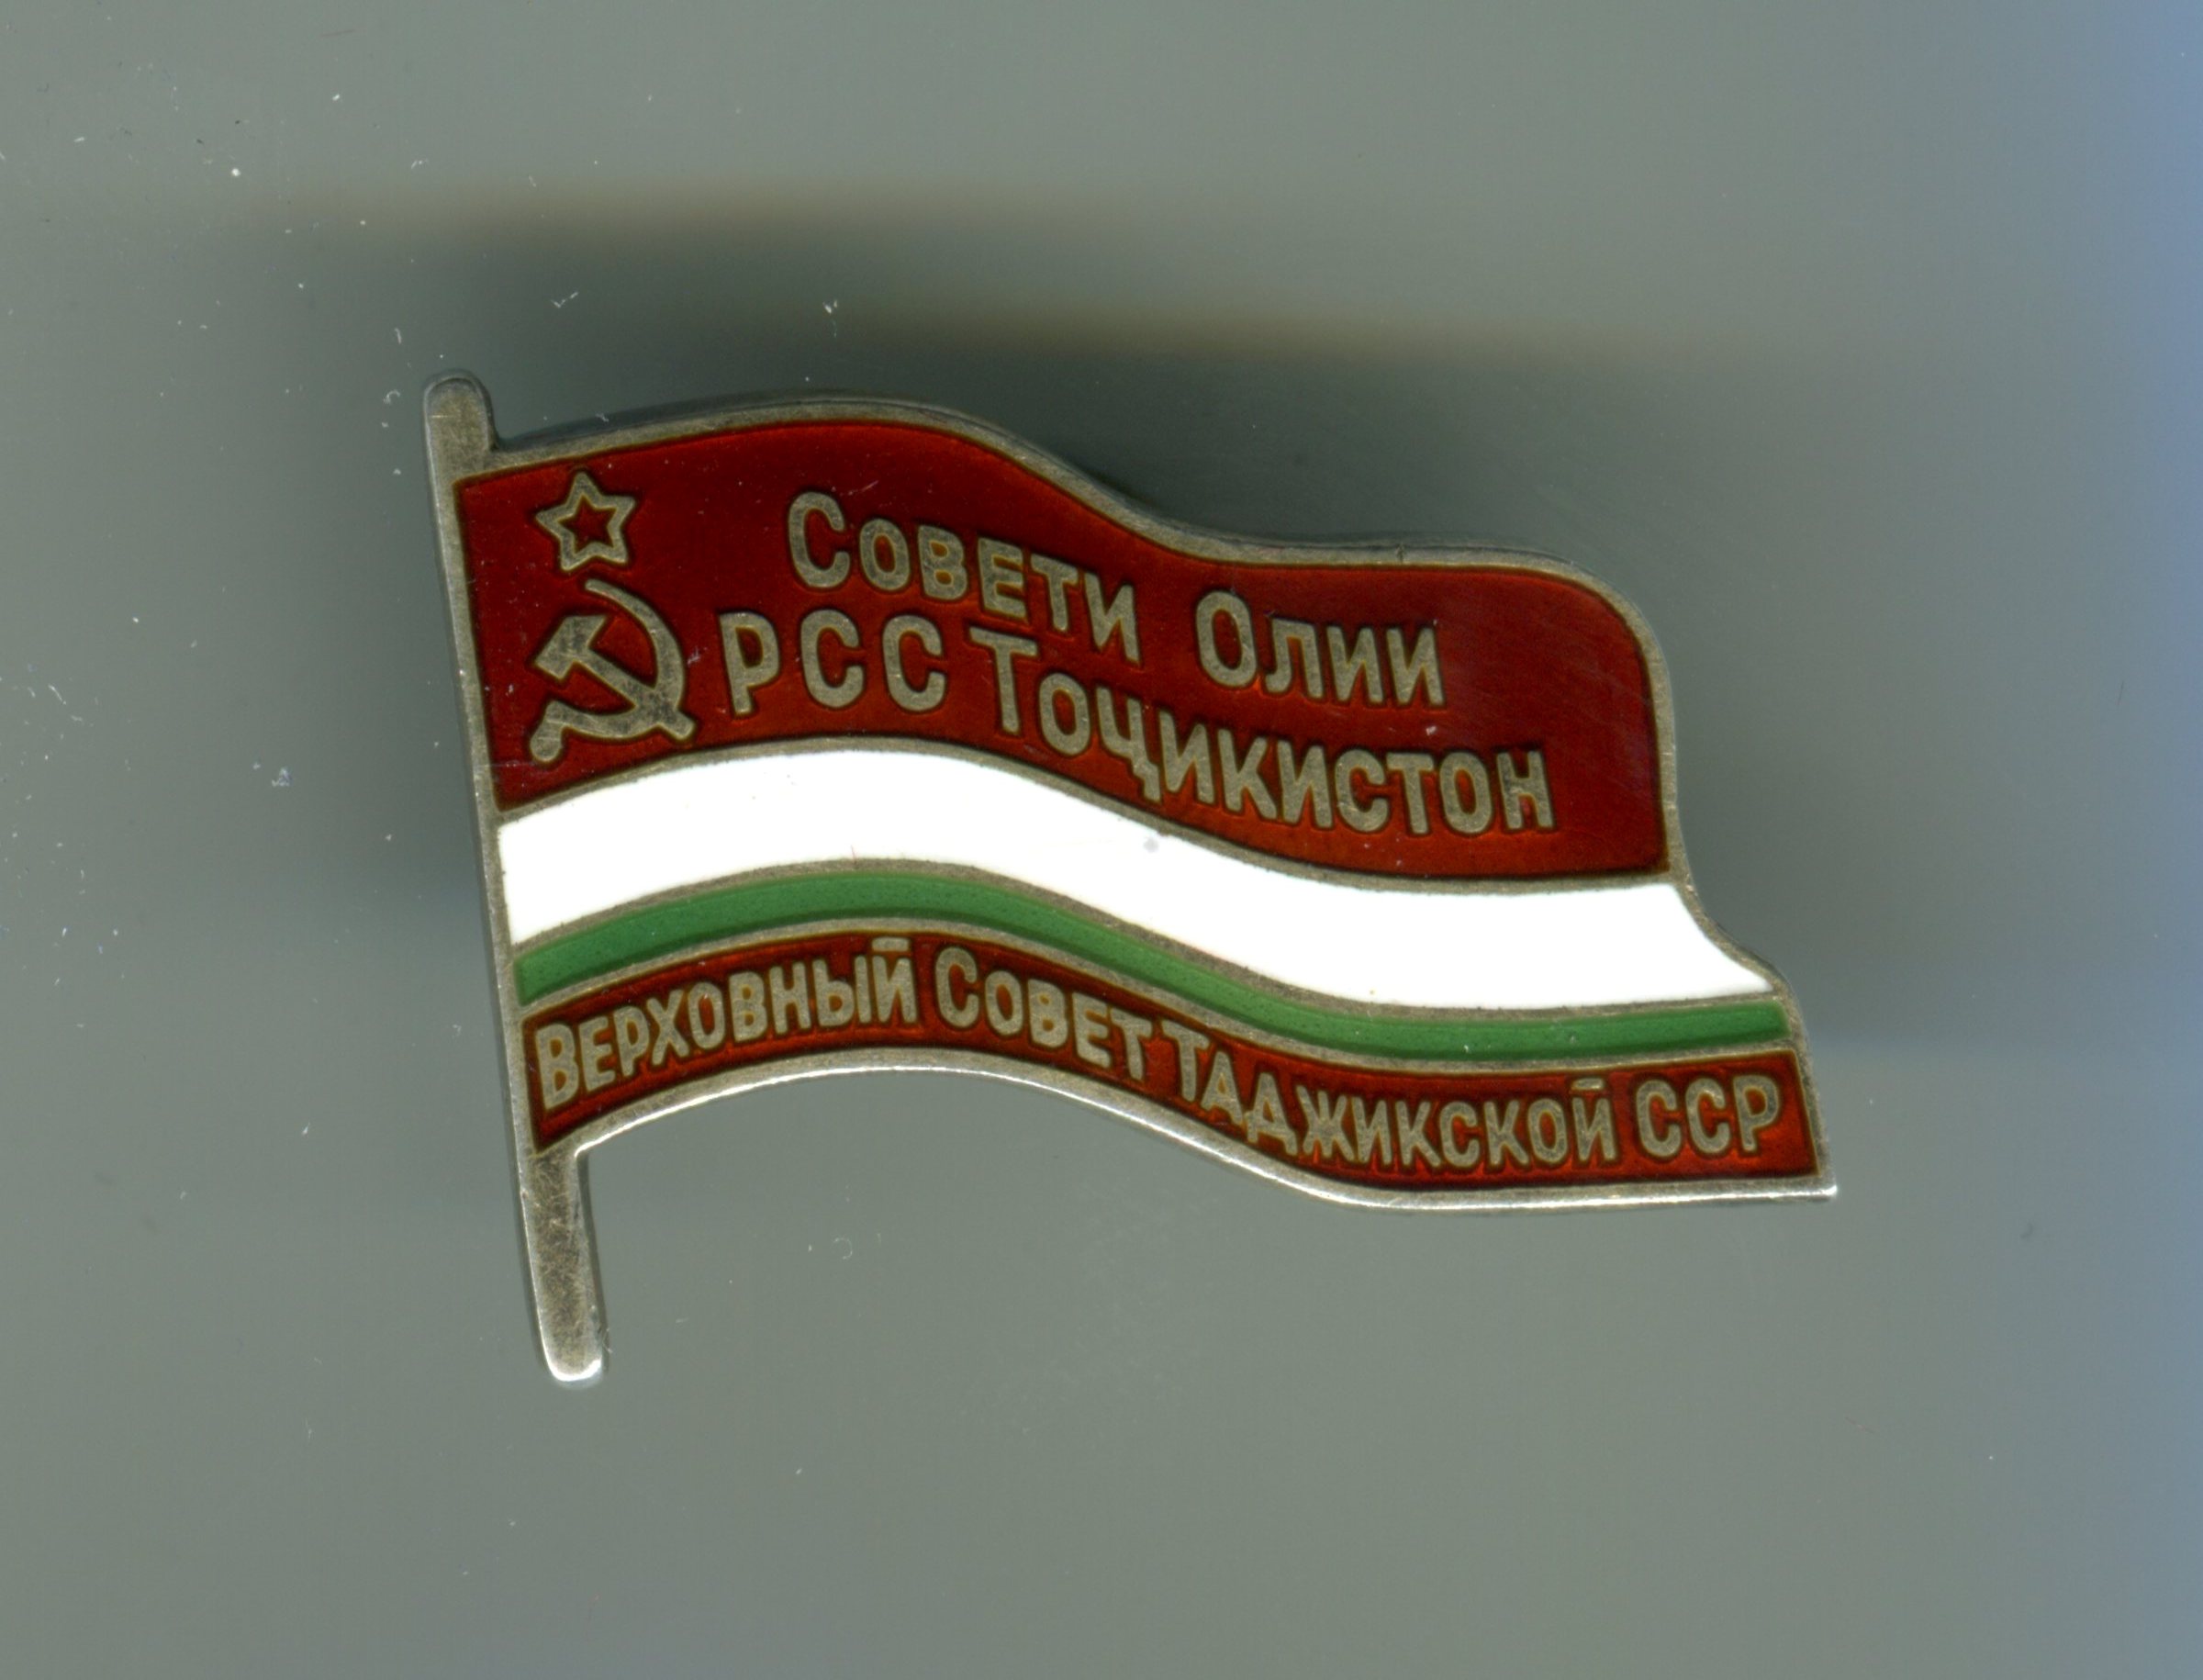 Совети Олии
РСС Тоҷикистон
Верховный Совет Таджикской ССР